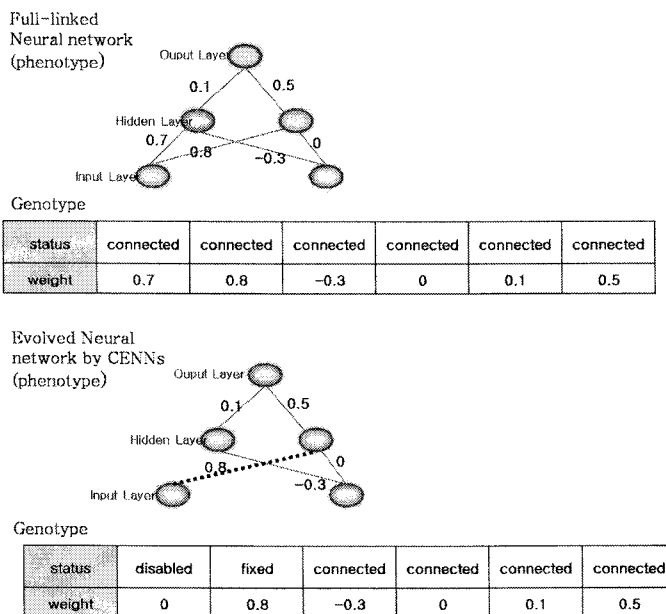 Full-linked
Neural network
(phenotype)
Ouput Layer
0.1
0.5
Hidden Layer
0.7
0.8
-0.3
0
Input Layer
Genotype
status connected connected connected connected connected connected
weight 0.7 0.8 -0.3 0 0.1 0.5
Evolved Neural
network by CENNs
(phenotype)
Ouput Layer
0.1
0.5
Hidden Layer
0.8
0
-0.3
Input Layer
Genotype
status disabled fixed connected connected connected connected
weight 0 0.8 -0.3 0 0.1 0.5